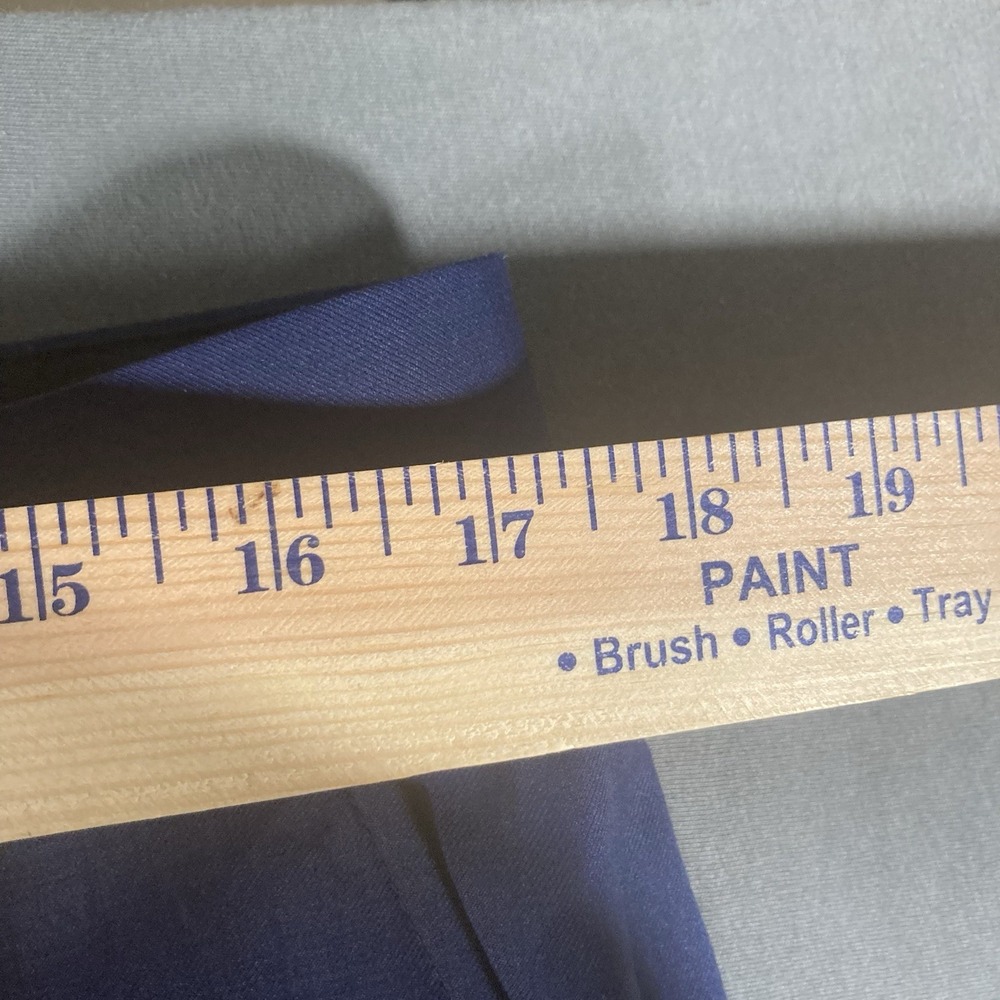 15 16 17 18 19
PAINT
• Brush • Roller • Tray